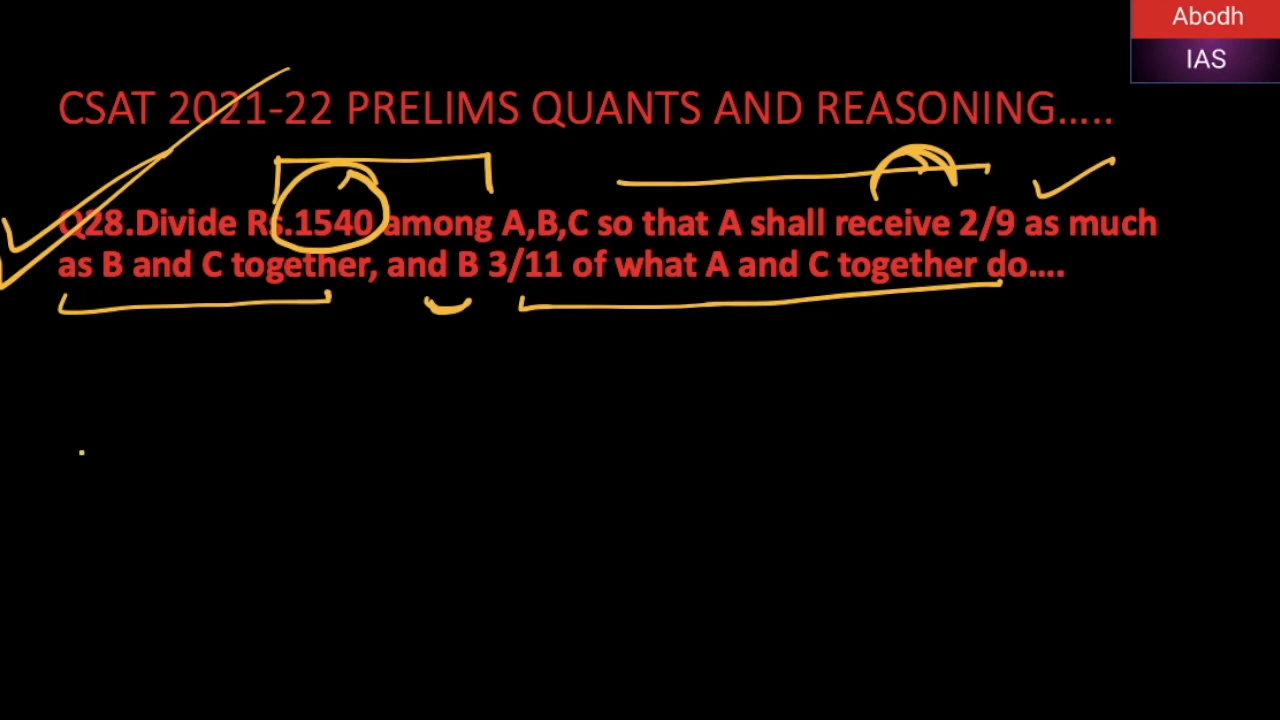 Abodh
IAS
CSAT 2021-22 PRELIMS QUANTS AND REASONING.....
Q28.Divide Rs.1540 among A,B,C so that A shall receive 2/9 as much
as B and C together, and B 3/11 of what A and C together do....